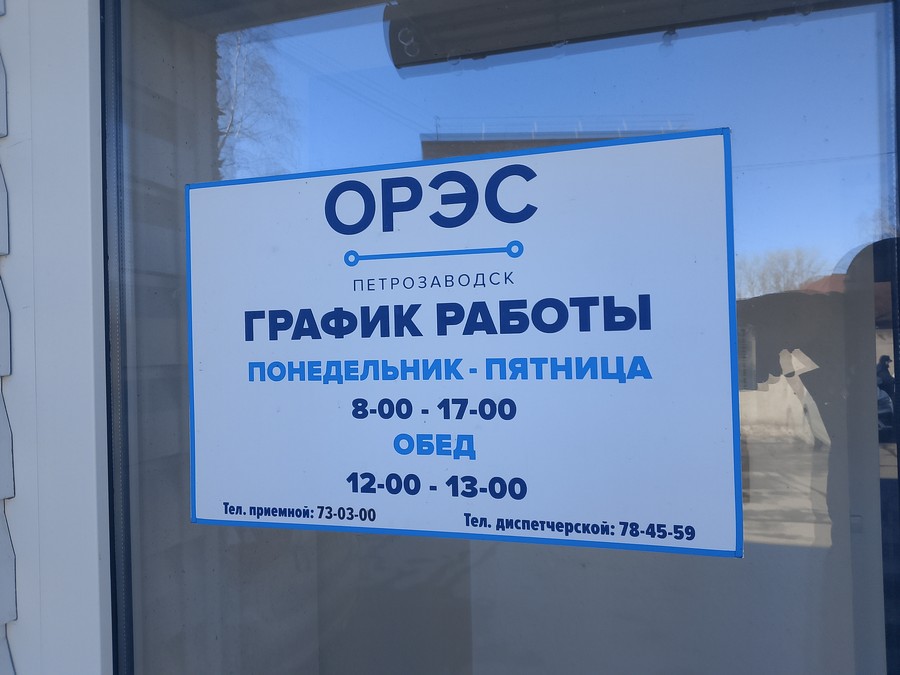 ОРЭС
ПЕТРОЗАВОДСК
ГРАФИК РАБОТЫ
ПОНЕДЕЛЬНИК - ПЯТНИЦА
8-00 - 17-00
ОБЕД
12-00 - 13-00
Тел. приемной: 73-03-00
Тел. диспетчерской: 78-45-59